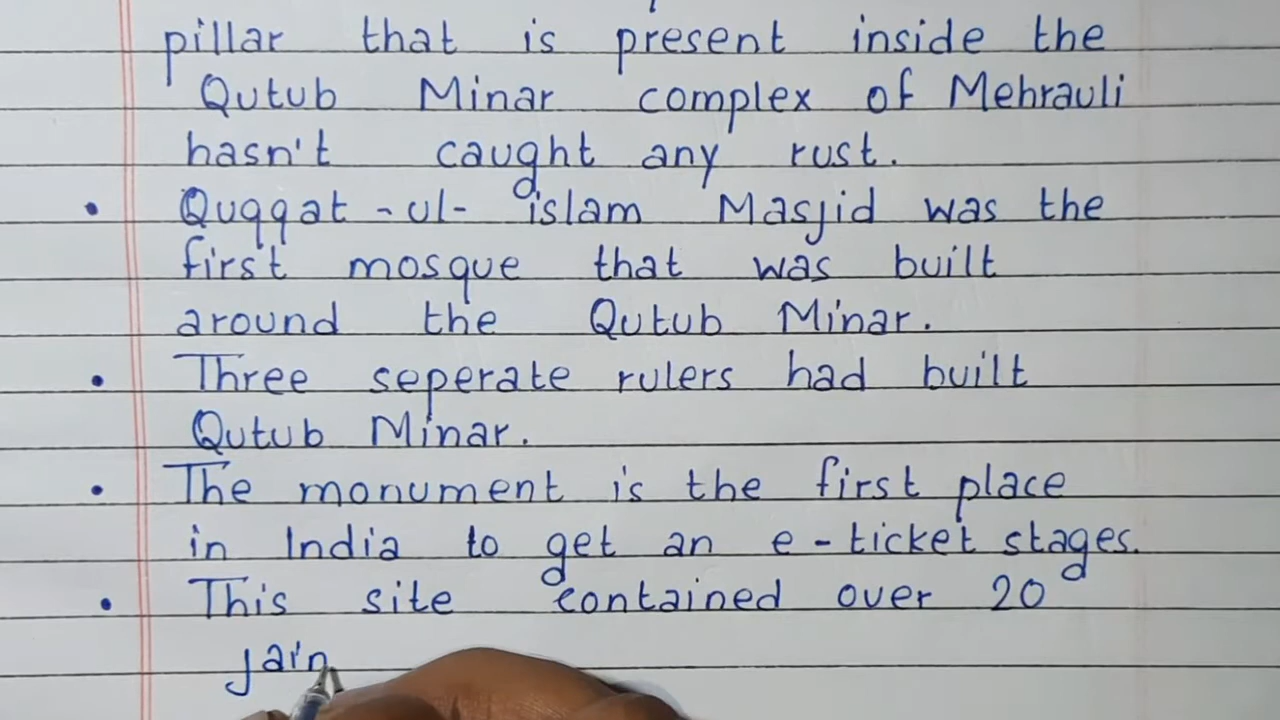 pillar that is present inside the
Qutub Minar complex of Mehrauli
hasn't caught any rust.
• Quqqat -ul- islam Masjid was the
first mosque that was built
around the Qutub Minar.
• Three seperate rulers had built
Qutub Minar.
• The monument is the first place
in India to get an e-ticket stages.
• This site contained over 20
jain